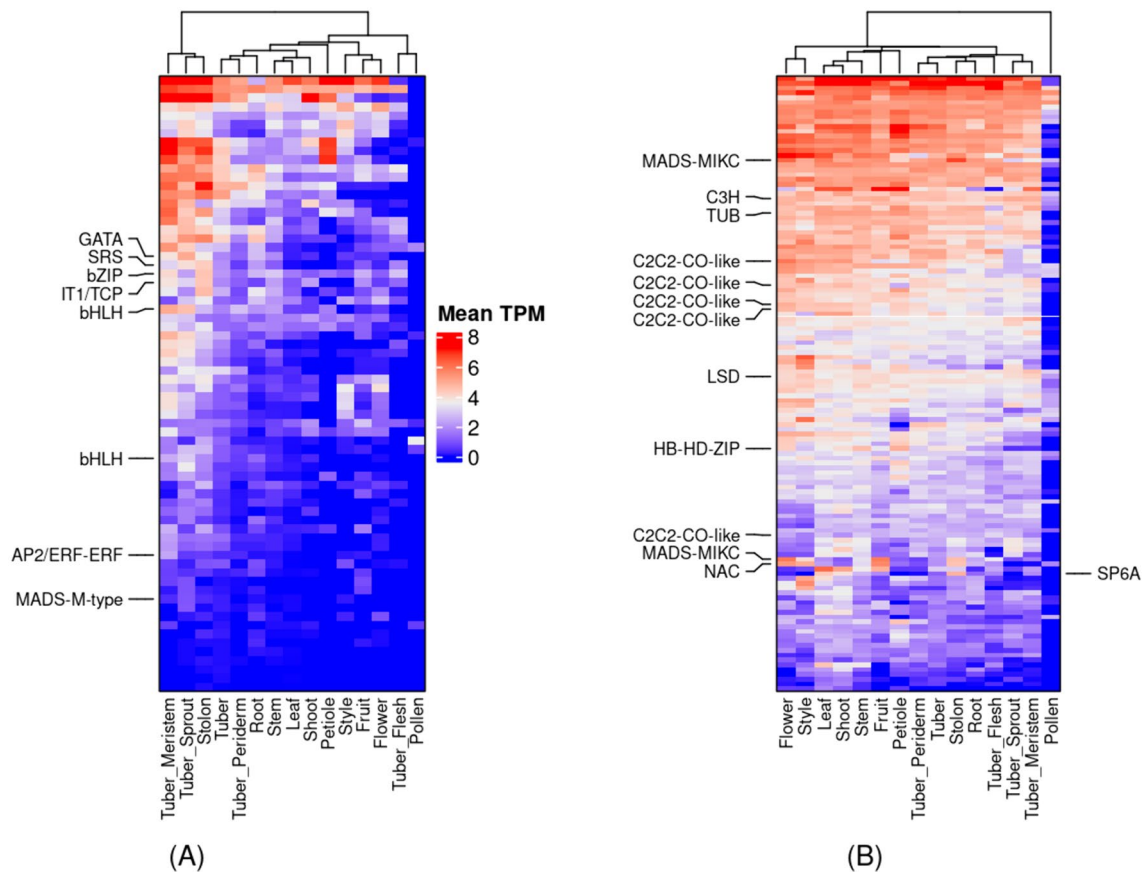 GATA
SRS
bZIP
IT1/TCP
bHLH
bHLH
AP2/ERF-ERF
MADS-M-type
Mean TPM
8
6
4
2
0
Tuber_Meristem
Tuber_Sprout
Stolon
Tuber
Tuber_Periderm
Root
Stem
Leaf
Shoot
Petiole
Style
Fruit
Flower
Tuber_Flesh
Pollen
(A)
MADS-MIKC
C3H
TUB
C2C2-CO-like
C2C2-CO-like
C2C2-CO-like
C2C2-CO-like
LSD
HB-HD-ZIP
C2C2-CO-like
MADS-MIKC
NAC
SP6A
Flower
Style
Leaf
Shoot
Stem
Fruit
Petiole
Tuber_Periderm
Tuber
Stolon
Root
Tuber_Flesh
Tuber_Sprout
Tuber_Meristem
Pollen
(B)